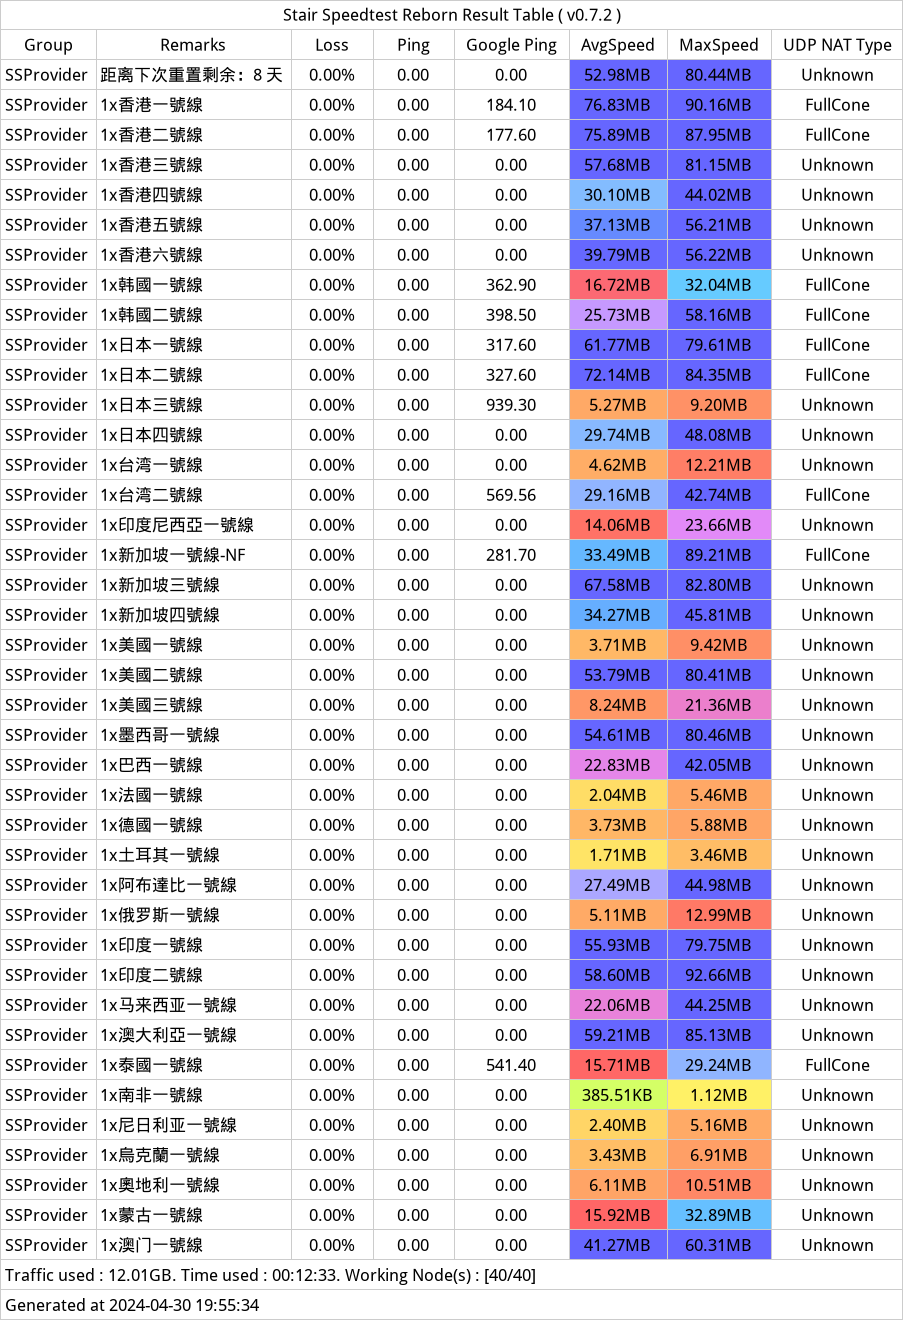 Stair Speedtest Reborn Result Table ( v0.7.2 )
Group Remarks Loss Ping Google Ping AvgSpeed MaxSpeed UDP NAT Type
SSProvider 距离下次重置剩余：8 天 0.00% 0.00 0.00 52.98MB 80.44MB Unknown
SSProvider 1x香港一號線 0.00% 0.00 184.10 76.83MB 90.16MB FullCone
SSProvider 1x香港二號線 0.00% 0.00 177.60 75.89MB 87.95MB FullCone
SSProvider 1x香港三號線 0.00% 0.00 0.00 57.68MB 81.15MB Unknown
SSProvider 1x香港四號線 0.00% 0.00 0.00 30.10MB 44.02MB Unknown
SSProvider 1x香港五號線 0.00% 0.00 0.00 37.13MB 56.21MB Unknown
SSProvider 1x香港六號線 0.00% 0.00 0.00 39.79MB 56.22MB Unknown
SSProvider 1x韩國一號線 0.00% 0.00 362.90 16.72MB 32.04MB FullCone
SSProvider 1x韩國二號線 0.00% 0.00 398.50 25.73MB 58.16MB FullCone
SSProvider 1x日本一號線 0.00% 0.00 317.60 61.77MB 79.61MB FullCone
SSProvider 1x日本二號線 0.00% 0.00 327.60 72.14MB 84.35MB FullCone
SSProvider 1x日本三號線 0.00% 0.00 939.30 5.27MB 9.20MB Unknown
SSProvider 1x日本四號線 0.00% 0.00 0.00 29.74MB 48.08MB Unknown
SSProvider 1x台湾一號線 0.00% 0.00 0.00 4.62MB 12.21MB Unknown
SSProvider 1x台湾二號線 0.00% 0.00 569.56 29.16MB 42.74MB FullCone
SSProvider 1x印度尼西亞一號線 0.00% 0.00 0.00 14.06MB 23.66MB Unknown
SSProvider 1x新加坡一號線-NF 0.00% 0.00 281.70 33.49MB 89.21MB FullCone
SSProvider 1x新加坡三號線 0.00% 0.00 0.00 67.58MB 82.80MB Unknown
SSProvider 1x新加坡四號線 0.00% 0.00 0.00 34.27MB 45.81MB Unknown
SSProvider 1x美國一號線 0.00% 0.00 0.00 3.71MB 9.42MB Unknown
SSProvider 1x美國二號線 0.00% 0.00 0.00 53.79MB 80.41MB Unknown
SSProvider 1x美國三號線 0.00% 0.00 0.00 8.24MB 21.36MB Unknown
SSProvider 1x墨西哥一號線 0.00% 0.00 0.00 54.61MB 80.46MB Unknown
SSProvider 1x巴西一號線 0.00% 0.00 0.00 22.83MB 42.05MB Unknown
SSProvider 1x法國一號線 0.00% 0.00 0.00 2.04MB 5.46MB Unknown
SSProvider 1x德國一號線 0.00% 0.00 0.00 3.73MB 5.88MB Unknown
SSProvider 1x土耳其一號線 0.00% 0.00 0.00 1.71MB 3.46MB Unknown
SSProvider 1x阿布達比一號線 0.00% 0.00 0.00 27.49MB 44.98MB Unknown
SSProvider 1x俄罗斯一號線 0.00% 0.00 0.00 5.11MB 12.99MB Unknown
SSProvider 1x印度一號線 0.00% 0.00 0.00 55.93MB 79.75MB Unknown
SSProvider 1x印度二號線 0.00% 0.00 0.00 58.60MB 92.66MB Unknown
SSProvider 1x马来西亚一號線 0.00% 0.00 0.00 22.06MB 44.25MB Unknown
SSProvider 1x澳大利亞一號線 0.00% 0.00 0.00 59.21MB 85.13MB Unknown
SSProvider 1x泰國一號線 0.00% 0.00 541.40 15.71MB 29.24MB FullCone
SSProvider 1x南非一號線 0.00% 0.00 0.00 385.51KB 1.12MB Unknown
SSProvider 1x尼日利亚一號線 0.00% 0.00 0.00 2.40MB 5.16MB Unknown
SSProvider 1x烏克蘭一號線 0.00% 0.00 0.00 3.43MB 6.91MB Unknown
SSProvider 1x奧地利一號線 0.00% 0.00 0.00 6.11MB 10.51MB Unknown
SSProvider 1x蒙古一號線 0.00% 0.00 0.00 15.92MB 32.89MB Unknown
SSProvider 1x澳门一號線 0.00% 0.00 0.00 41.27MB 60.31MB Unknown
Traffic used : 12.01GB. Time used : 00:12:33. Working Node(s) : [40/40]
Generated at 2024-04-30 19:55:34